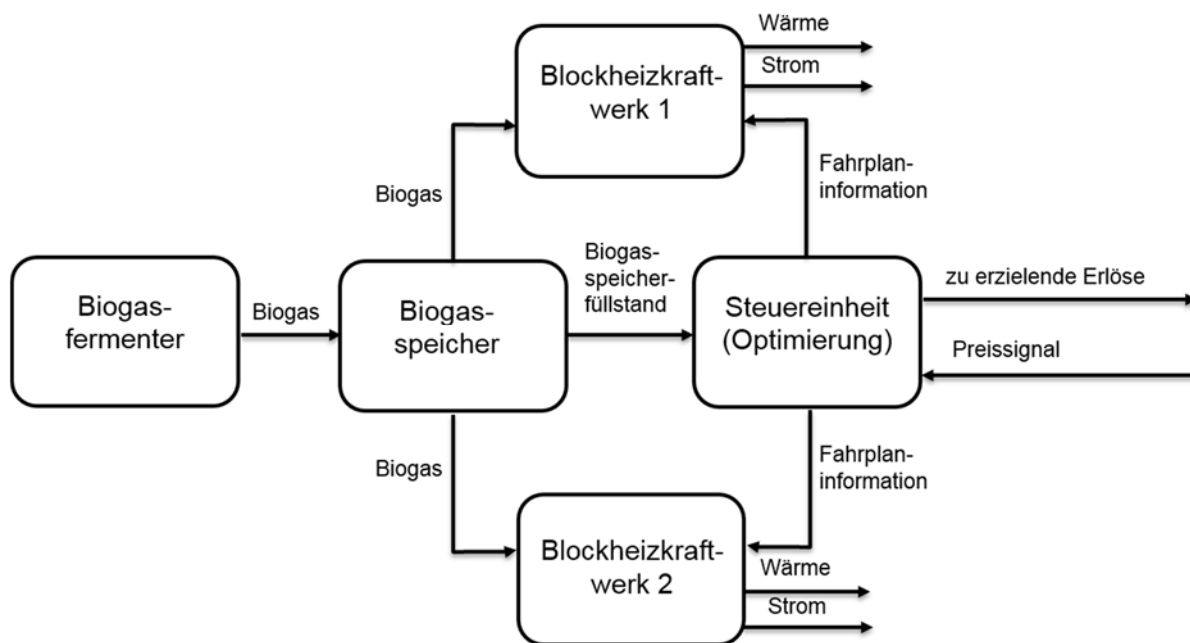 Wärme
Blockheizkraft-
werk 1
Strom
Fahrplan-
information
Biogas
Biogas-
fermenter
Biogas
Biogas-
speicher
Biogas-
speicher-
füllstand
Steuereinheit
(Optimierung)
zu erzielende Erlöse
Preissignal
Biogas
Fahrplan-
information
Blockheizkraft-
werk 2
Wärme
Strom